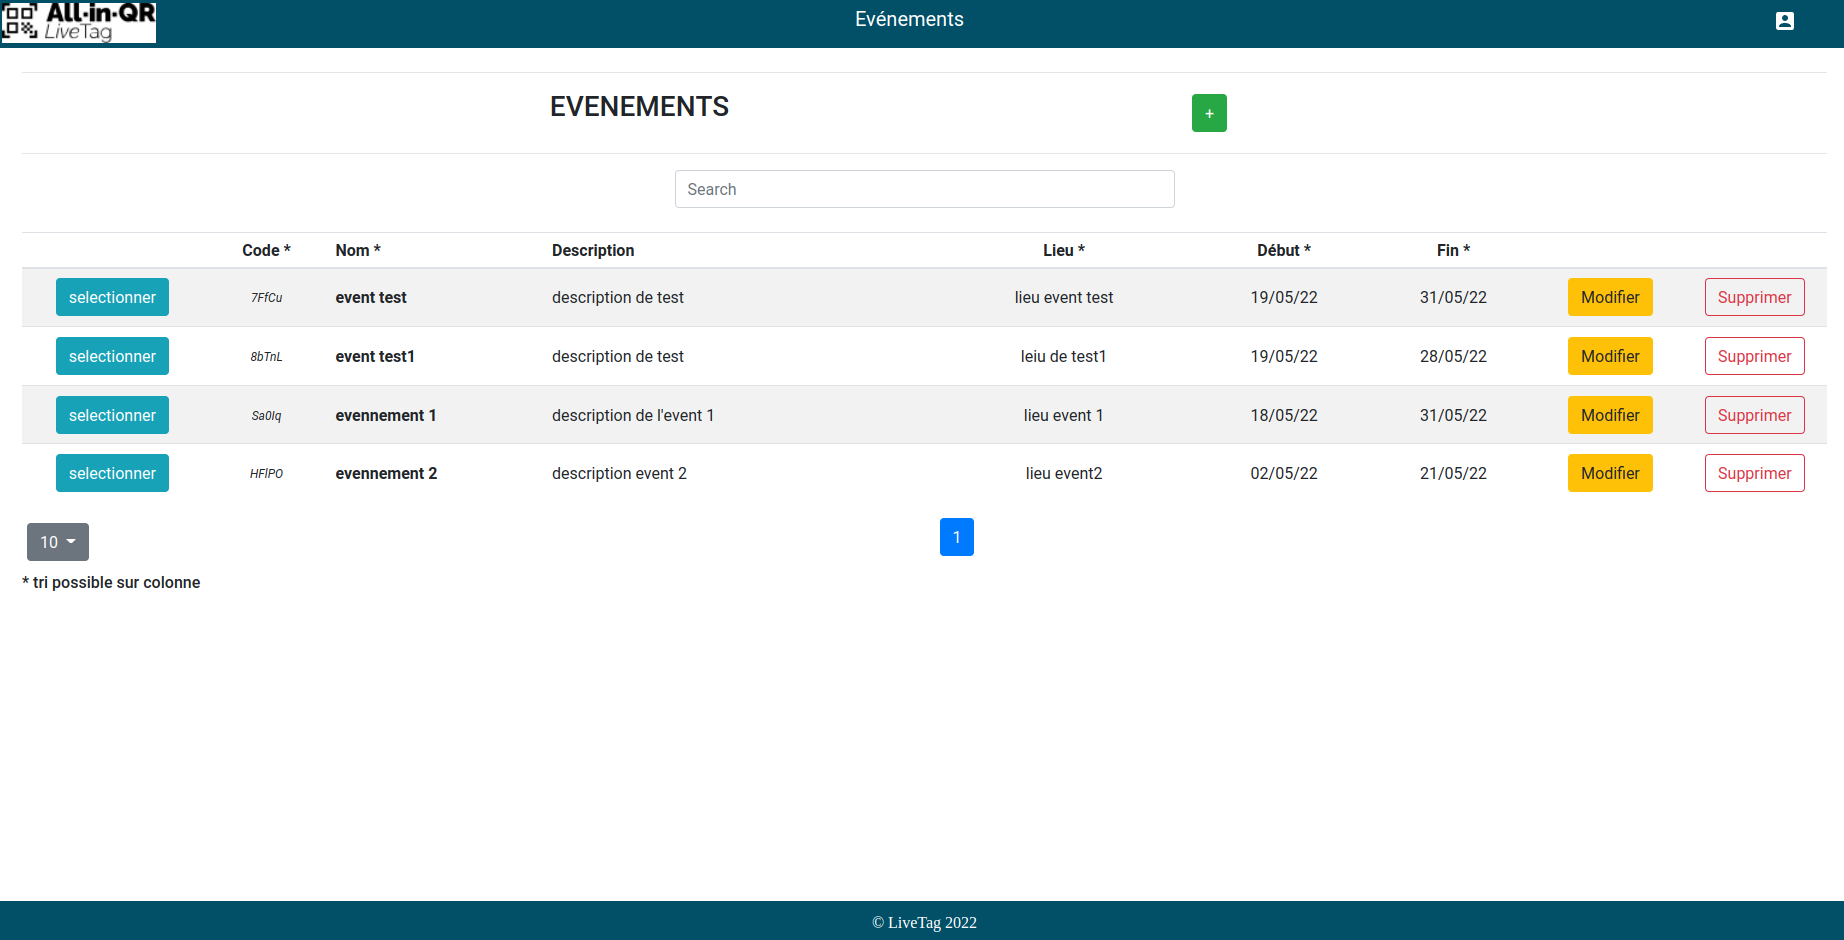 All-in-QR
LiveTag
Evénements
EVENEMENTS
+
Search
Code * Nom * Description Lieu * Début * Fin *
selectionner 7FfCu event test description de test lieu event test 19/05/22 31/05/22 Modifier Supprimer
selectionner 8bTnL event test1 description de test leiu de test1 19/05/22 28/05/22 Modifier Supprimer
selectionner Sa0lq evennement 1 description de l'event 1 lieu event 1 18/05/22 31/05/22 Modifier Supprimer
selectionner HFlPO evennement 2 description event 2 lieu event2 02/05/22 21/05/22 Modifier Supprimer
10 1
* tri possible sur colonne
© LiveTag 2022